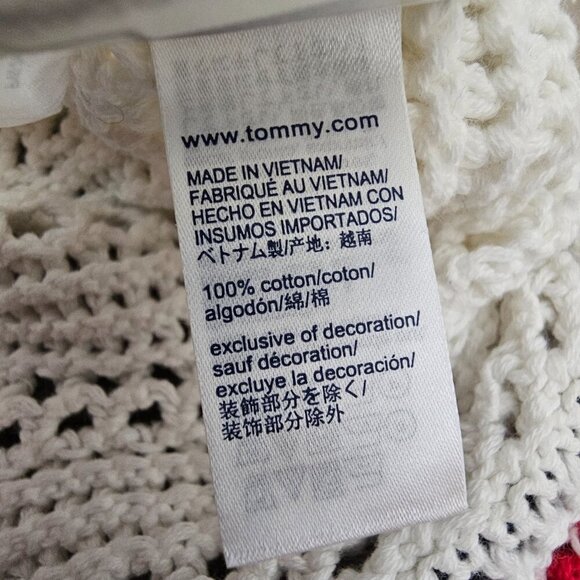 www.tommy.com
MADE IN VIETNAM/
FABRIQUÉ AU VIETNAM/
HECHO EN VIETNAM CON
INSUMOS IMPORTADOS/
ベトナム製/产地：越南
100% cotton/coton/
algodón/綿/棉
exclusive of decoration/
sauf décoration/
excluye la decoración/
装飾部分を除く/
装饰部分除外